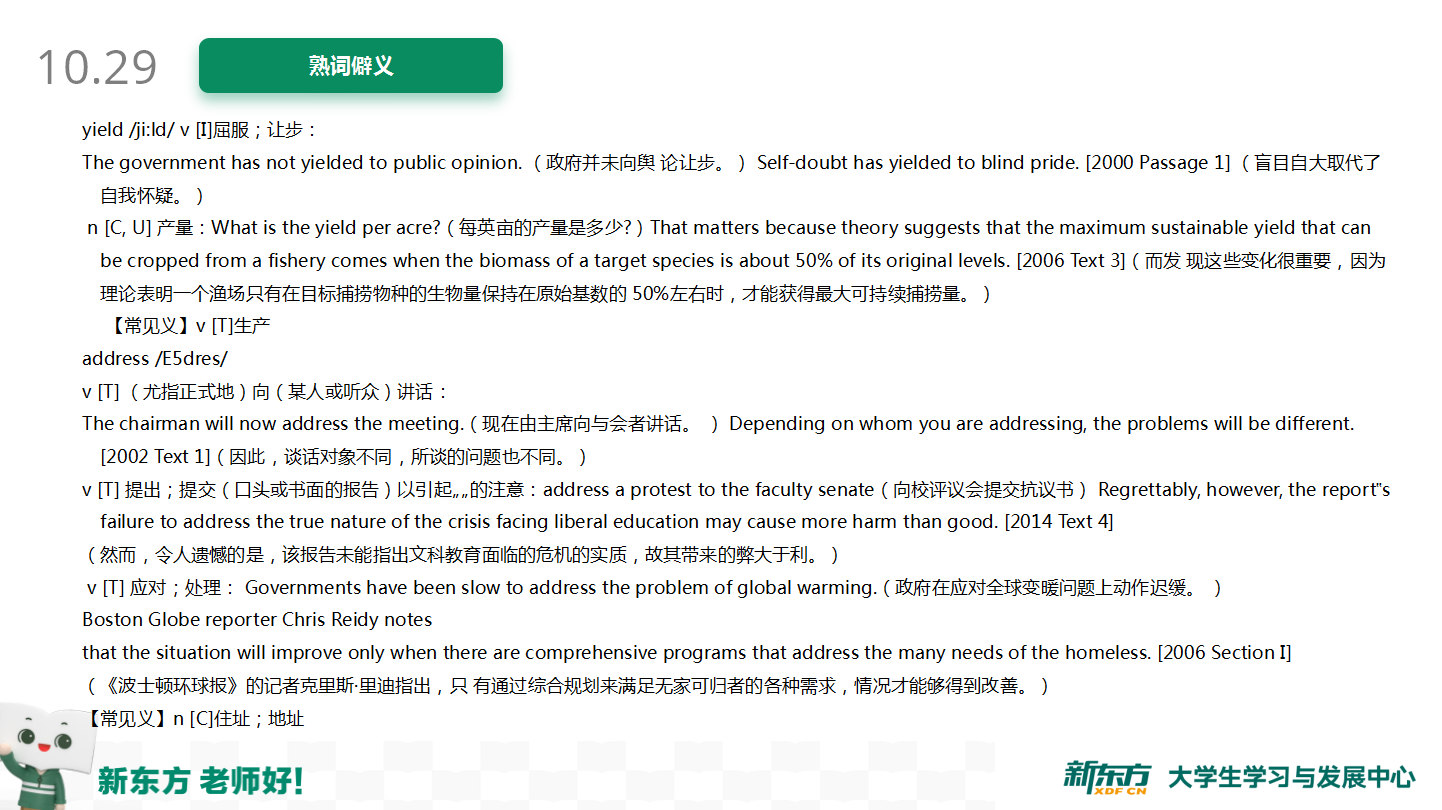 10.29
熟词僻义
yield /ji:ld/ v [I]屈服；让步：
The government has not yielded to public opinion.（政府并未向舆 论让步。） Self-doubt has yielded to blind pride. [2000 Passage 1]（盲目自大取代了
自我怀疑。）
n [C, U] 产量：What is the yield per acre?（每英亩的产量是多少?）That matters because theory suggests that the maximum sustainable yield that can
be cropped from a fishery comes when the biomass of a target species is about 50% of its original levels. [2006 Text 3]（而发 现这些变化很重要，因为
理论表明一个渔场只有在目标捕捞物种的生物量保持在原始基数的 50%左右时，才能获得最大可持续捕捞量。）
【常见义】v [T]生产
address /E5dres/
v [T] （尤指正式地）向（某人或听众）讲话：
The chairman will now address the meeting.（现在由主席向与会者讲话。 ） Depending on whom you are addressing, the problems will be different.
[2002 Text 1]（因此，谈话对象不同，所谈的问题也不同。）
v [T] 提出；提交（口头或书面的报告）以引起„„的注意：address a protest to the faculty senate（向校评议会提交抗议书） Regrettably, however, the report‟s
failure to address the true nature of the crisis facing liberal education may cause more harm than good. [2014 Text 4]
（然而，令人遗憾的是，该报告未能指出文科教育面临的危机的实质，故其带来的弊大于利。）
v [T] 应对；处理： Governments have been slow to address the problem of global warming.（政府在应对全球变暖问题上动作迟缓。 ）
Boston Globe reporter Chris Reidy notes
that the situation will improve only when there are comprehensive programs that address the many needs of the homeless. [2006 Section I]
（《波士顿环球报》的记者克里斯·里迪指出，只 有通过综合规划来满足无家可归者的各种需求，情况才能够得到改善。）
【常见义】n [C]住址；地址
新东方 老师好!
新东方 XDF.CN 大学生学习与发展中心